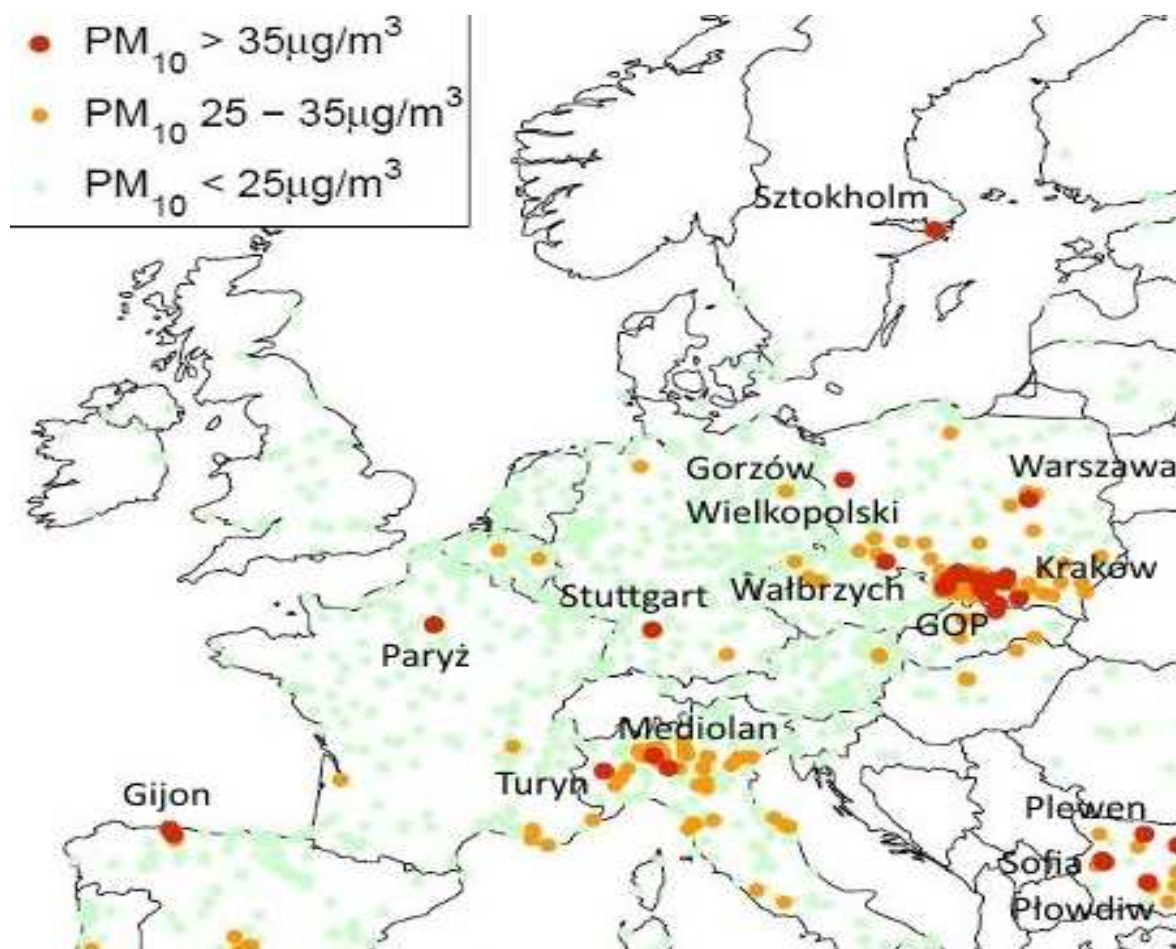 PM10 > 35μg/m3
PM10 25 – 35μg/m3
PM10 < 25μg/m3
Sztokholm
Gorzów
Wielkopolski
Warszawa
Stuttgart
Wałbrzych
Kraków
GOP
Paryż
Mediolan
Turyn
Gijon
Plewen
Sofia
Płowdiw